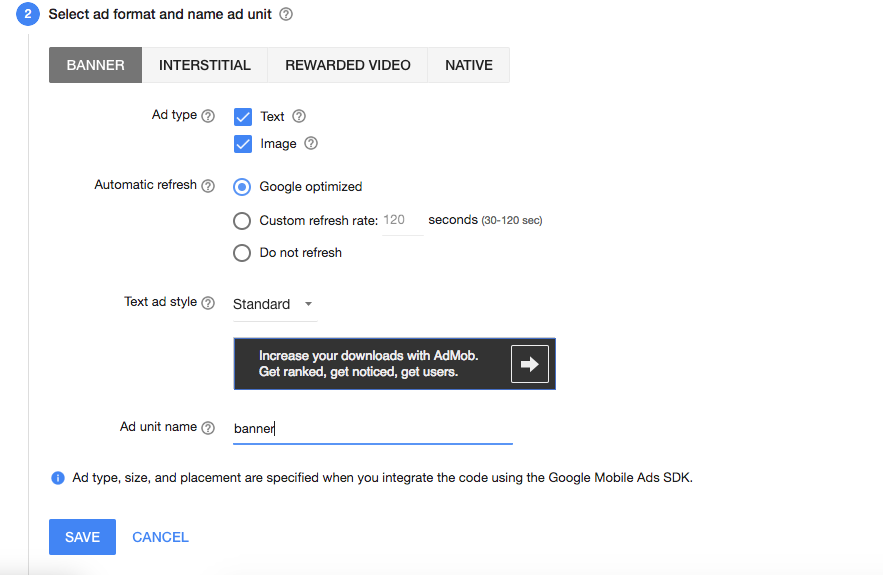 2 Select ad format and name ad unit ?
BANNER INTERSTITIAL REWARDED VIDEO NATIVE
Ad type ? Text ?
Image ?
Automatic refresh ? Google optimized
Custom refresh rate: 120 seconds (30-120 sec)
Do not refresh
Text ad style ? Standard
Increase your downloads with AdMob.
Get ranked, get noticed, get users.
Ad unit name ? banner
i Ad type, size, and placement are specified when you integrate the code using the Google Mobile Ads SDK.
SAVE CANCEL